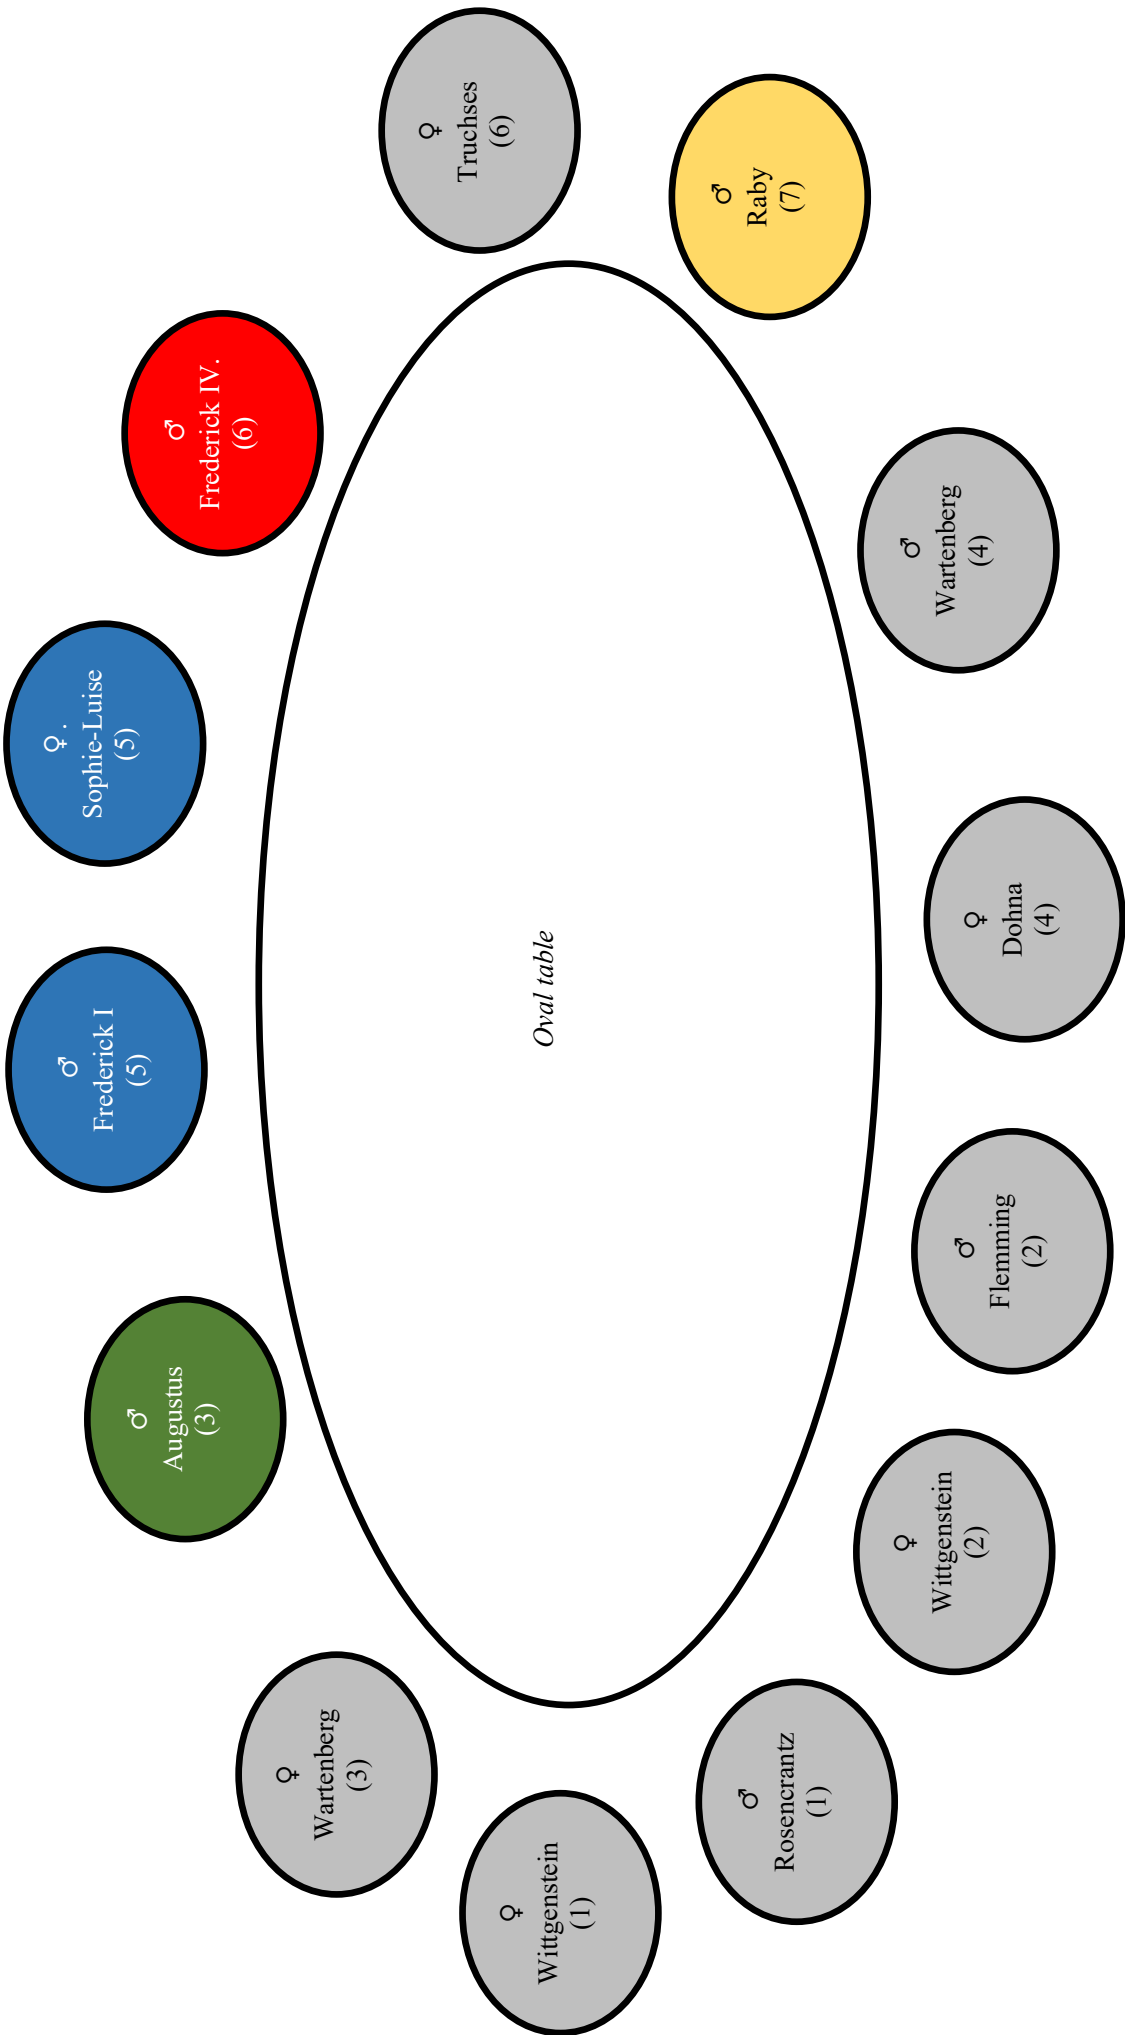 ♀
Wartenberg
(3)
♂
Augustus
(3)
♂
Frederick I
(5)
♀ .
Sophie-Luise
(5)
♂
Frederick IV.
(6)
♀
Truchses
(6)
♀
Wittgenstein
(1)
Oval table
♂
Raby
(7)
♂
Rosencrantz
(1)
♀
Wittgenstein
(2)
♂
Flemming
(2)
♀
Dohna
(4)
♂
Wartenberg
(4)